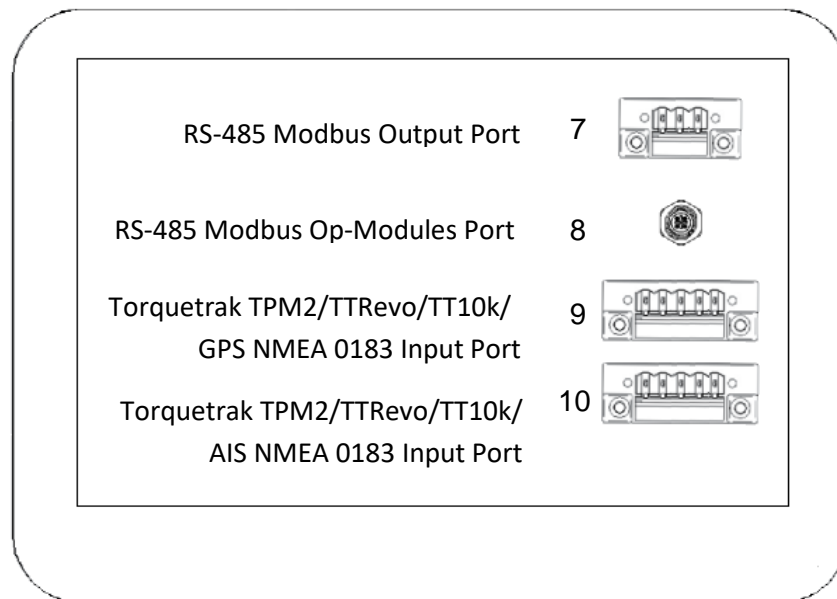 RS-485 Modbus Output Port 7
RS-485 Modbus Op-Modules Port 8
Torquetrak TPM2/TTRevo/TT10k/ 9
GPS NMEA 0183 Input Port
Torquetrak TPM2/TTRevo/TT10k/ 10
AIS NMEA 0183 Input Port